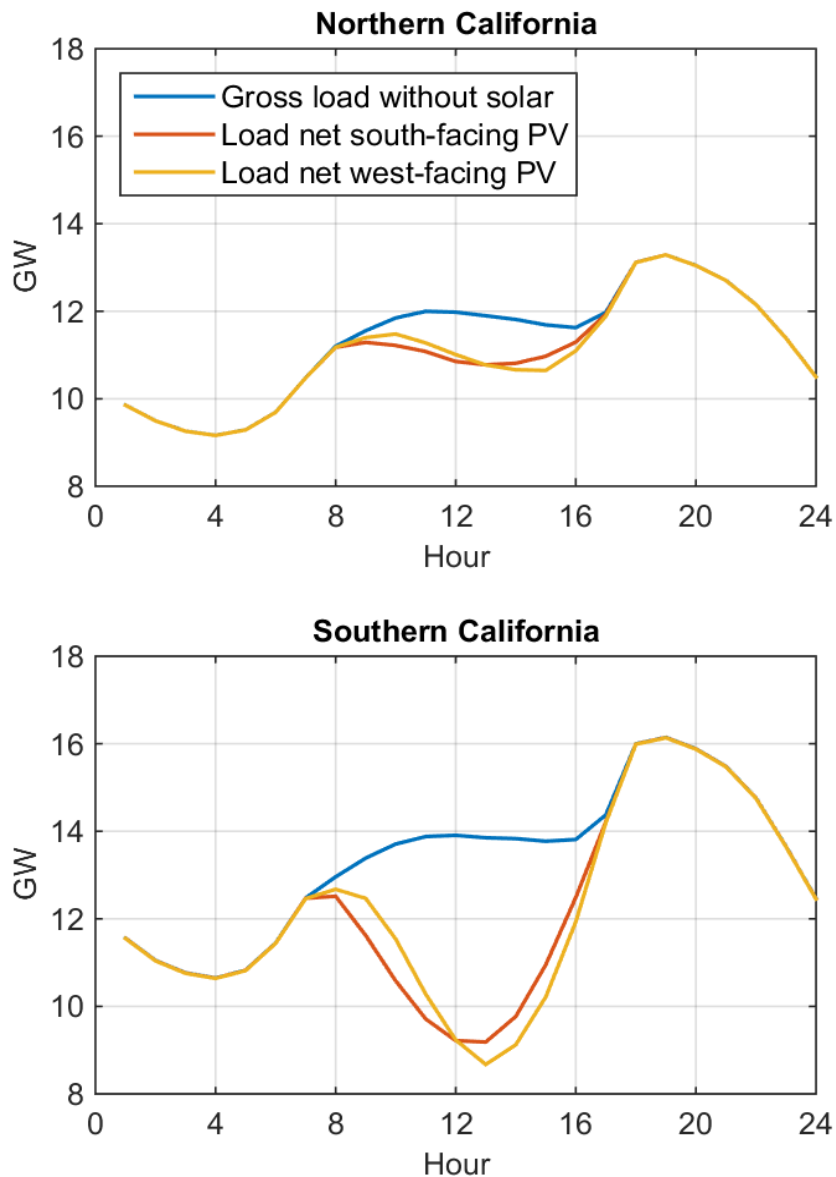 Northern California
18
Gross load without solar
Load net south-facing PV
Load net west-facing PV
16
14
GW
12
10
8
0 4 8 12 16 20 24
Hour
Southern California
18
16
14
GW
12
10
8
0 4 8 12 16 20 24
Hour